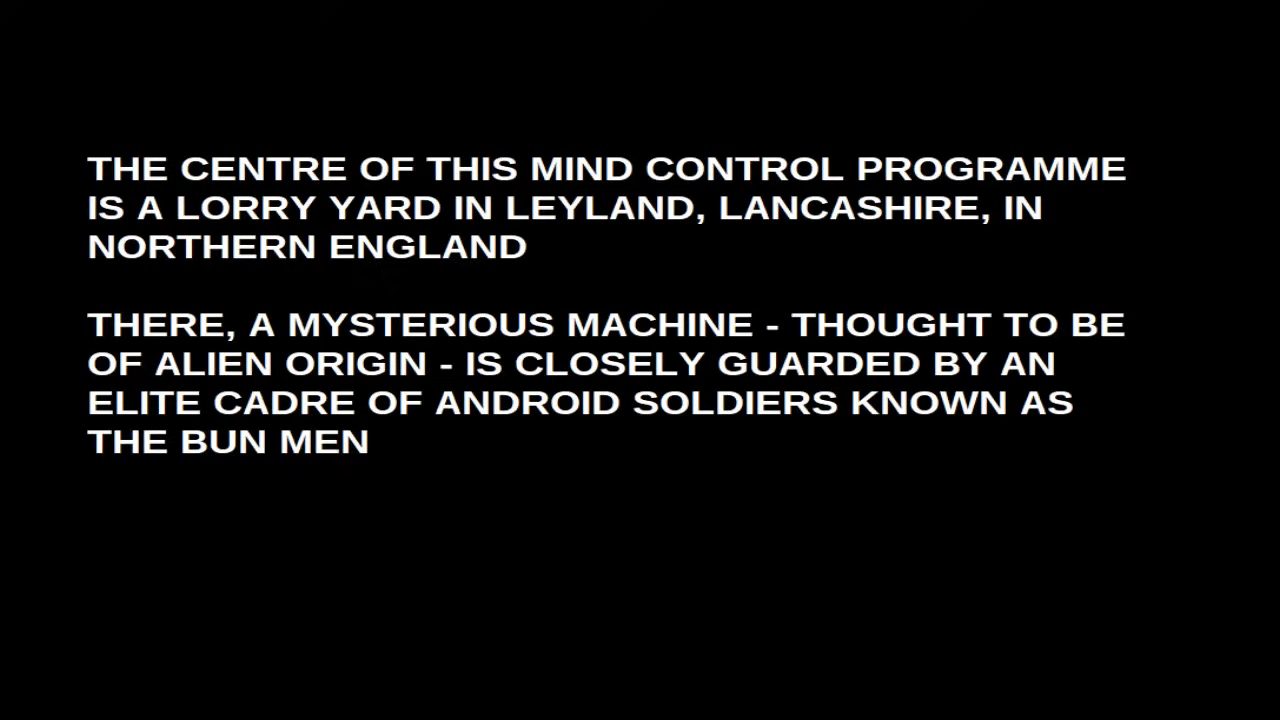 THE CENTRE OF THIS MIND CONTROL PROGRAMME
IS A LORRY YARD IN LEYLAND, LANCASHIRE, IN
NORTHERN ENGLAND
THERE, A MYSTERIOUS MACHINE - THOUGHT TO BE
OF ALIEN ORIGIN - IS CLOSELY GUARDED BY AN
ELITE CADRE OF ANDROID SOLDIERS KNOWN AS
THE BUN MEN